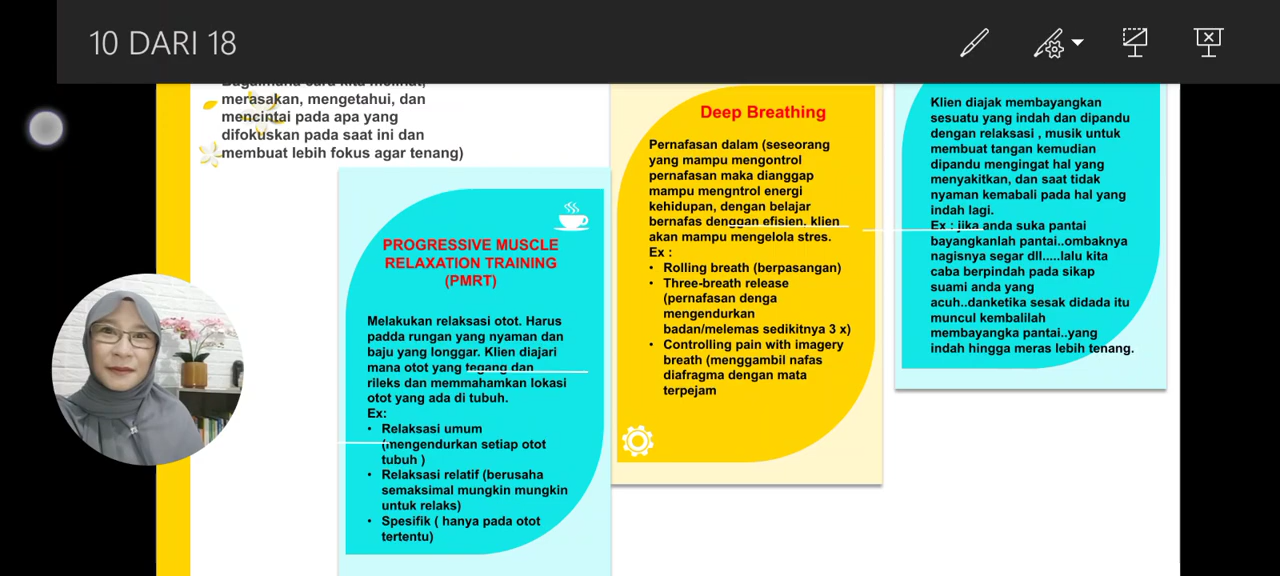 10 DARI 18
merasakan, mengetahui, dan
mencintai pada apa yang
difokuskan pada saat ini dan
membuat lebih fokus agar tenang)
PROGRESSIVE MUSCLE
RELAXATION TRAINING
(PMRT)
Melakukan relaksasi otot. Harus
padda rungan yang nyaman dan
baju yang longgar. Klien diajari
mana otot yang tegang dan
rileks dan memmahamkan lokasi
otot yang ada di tubuh.
Ex:
• Relaksasi umum
(mengendurkan setiap otot
tubuh )
• Relaksasi relatif (berusaha
semaksimal mungkin mungkin
untuk relaks)
• Spesifik ( hanya pada otot
tertentu)
Deep Breathing
Pernafasan dalam (seseorang
yang mampu mengontrol
pernafasan maka dianggap
mampu mengntrol energi
kehidupan, dengan belajar
bernafas denggan efisien. klien
akan mampu mengelola stres.
Ex :
• Rolling breath (berpasangan)
• Three-breath release
(pernafasan denga
mengendurkan
badan/melemas sedikitnya 3 x)
• Controlling pain with imagery
breath (menggambil nafas
diafragma dengan mata
terpejam
Klien diajak membayangkan
sesuatu yang indah dan dipandu
dengan relaksasi , musik untuk
membuat tangan kemudian
dipandu mengingat hal yang
menyakitkan, dan saat tidak
nyaman kemabali pada hal yang
indah lagi.
Ex : jika anda suka pantai
bayangkanlah pantai..ombaknya
nagisnya segar dll.....lalu kita
caba berpindah pada sikap
suami anda yang
acuh..danketika sesak didada itu
muncul kembalilah
membayangka pantai..yang
indah hingga meras lebih tenang.